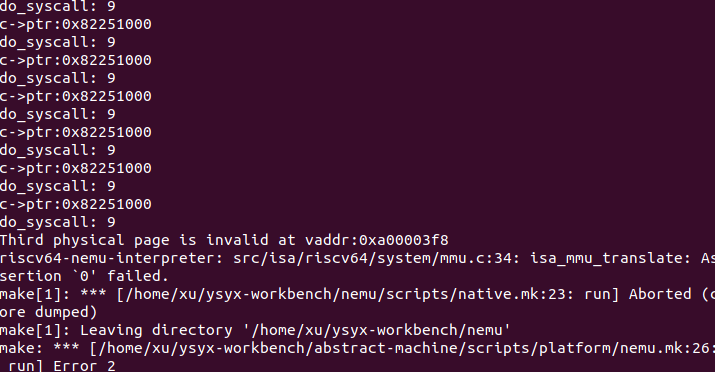 do_syscall: 9
c->ptr:0x82251000
do_syscall: 9
c->ptr:0x82251000
do_syscall: 9
c->ptr:0x82251000
do_syscall: 9
c->ptr:0x82251000
do_syscall: 9
c->ptr:0x82251000
do_syscall: 9
c->ptr:0x82251000
do_syscall: 9
Third physical page is invalid at vaddr:0xa00003f8
riscv64-nemu-interpreter: src/isa/riscv64/system/mmu.c:34: isa_mmu_translate: As
sertion `0' failed.
make[1]: *** [/home/xu/ysyx-workbench/nemu/scripts/native.mk:23: run] Aborted (c
ore dumped)
make[1]: Leaving directory '/home/xu/ysyx-workbench/nemu'
make: *** [/home/xu/ysyx-workbench/abstract-machine/scripts/platform/nemu.mk:26:
 run] Error 2